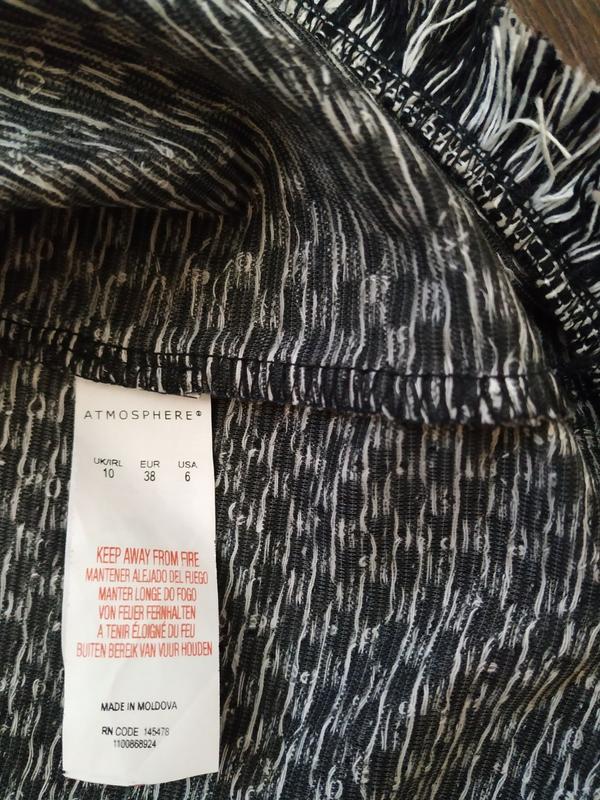 ATMOSPHERE®
UK/IRL EUR USA
10 38 6
KEEP AWAY FROM FIRE
MANTENER ALEJADO DEL FUEGO
MANTER LONGE DO FOGO
VON FEUER FERNHALTEN
A TENIR ÉLOIGNÉ DU FEU
BUITEN BEREIK VAN VUUR HOUDEN
MADE IN MOLDOVA
RN CODE 145478
1100868924